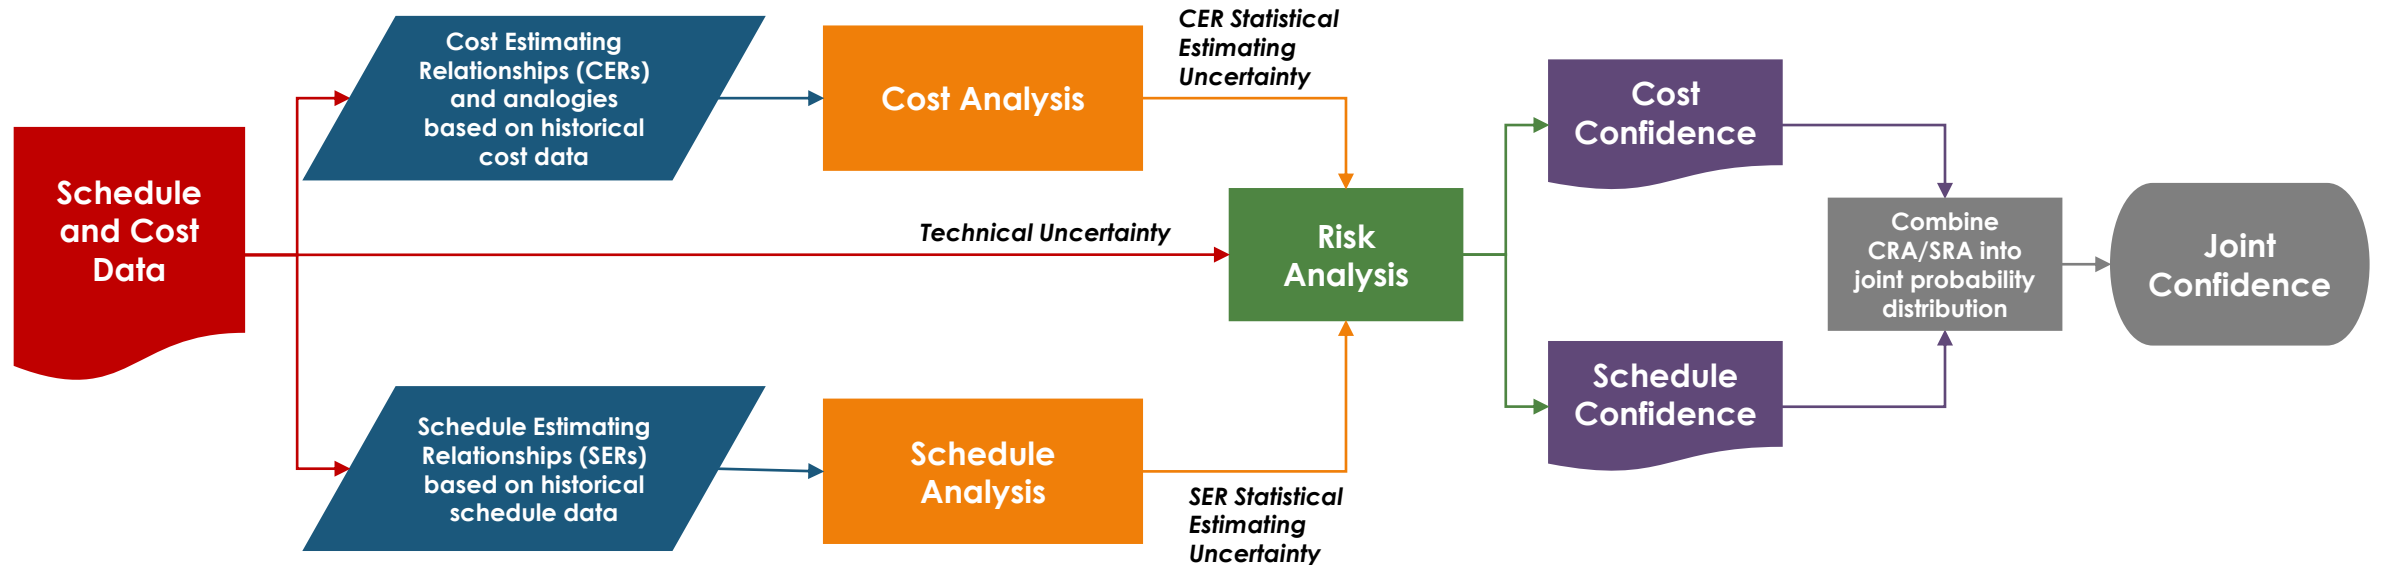 Schedule
and Cost
Data
Cost Estimating
Relationships (CERs)
and analogies
based on historical
cost data
Cost Analysis
CER Statistical
Estimating
Uncertainty
Technical Uncertainty
Schedule Estimating
Relationships (SERs)
based on historical
schedule data
Schedule
Analysis
SER Statistical
Estimating
Uncertainty
Risk
Analysis
Cost
Confidence
Schedule
Confidence
Combine
CRA/SRA into
joint probability
distribution
Joint
Confidence